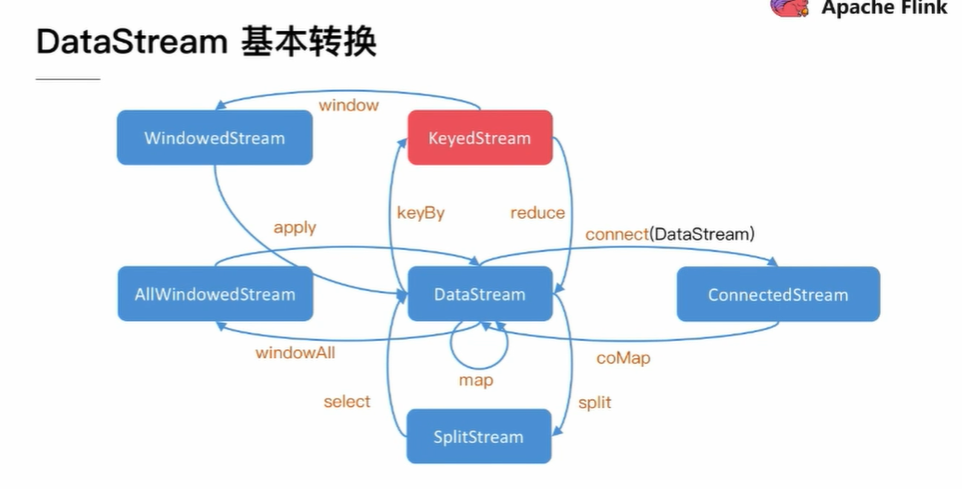 Apache Flink
DataStream 基本转换
window
WindowedStream
KeyedStream
apply
keyBy
reduce
connect(DataStream)
AllWindowedStream
DataStream
ConnectedStream
windowAll
map
coMap
select
split
SplitStream